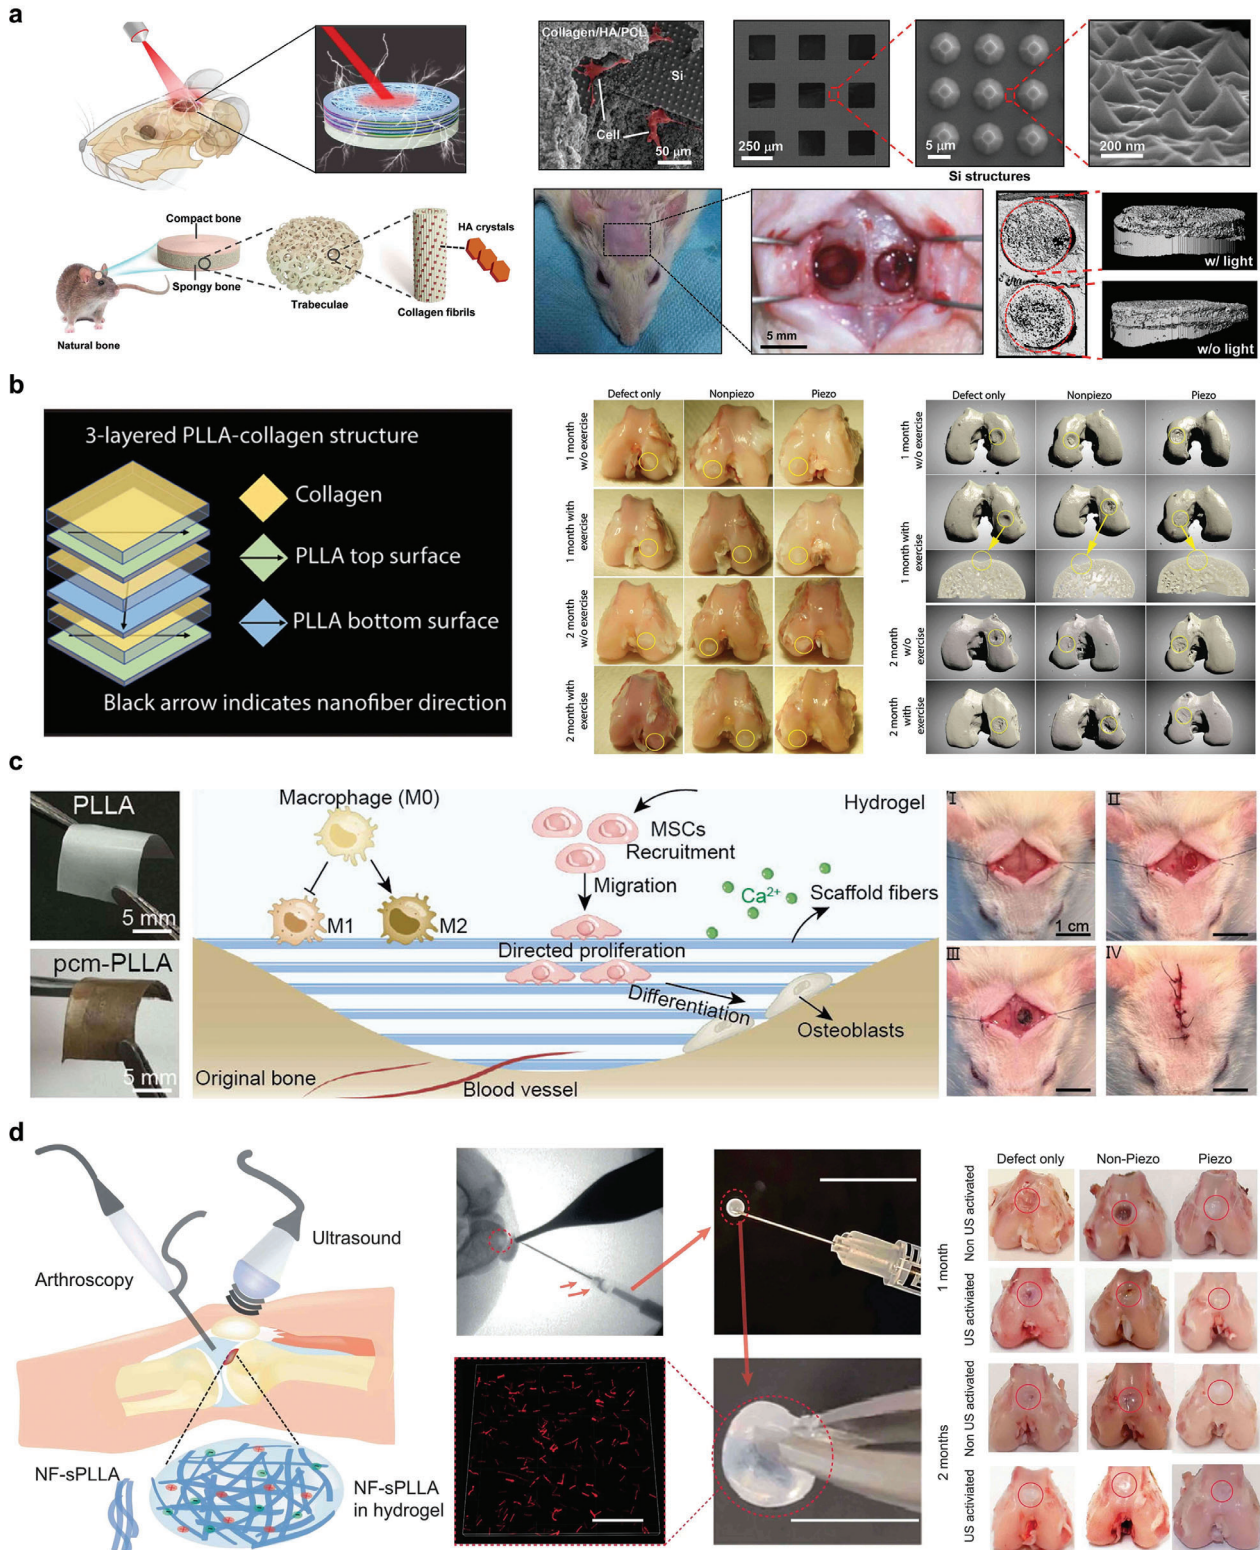 a
Collagen/HA/PCL
Si
Cell
50 μm
250 μm
5 μm
200 nm
Si structures
Compact bone
Spongy bone
Natural bone
Trabeculae
Collagen fibrils
HA crystals
5 mm
w/ light
w/o light
b
3-layered PLLA-collagen structure
Collagen
PLLA top surface
PLLA bottom surface
Black arrow indicates nanofiber direction
Defect only
Nonpiezo
Piezo
1 month
w/o exercise
1 month with
exercise
2 month
w/o exercise
2 month with
exercise
Defect only
Nonpiezo
Piezo
1 month
w/o exercise
1 month with
exercise
2 month
w/o
exercise
2 month
with
exercise
c
PLLA
5 mm
pcm-PLLA
5 mm
Macrophage (M0)
M1
M2
MSCs
Recruitment
Migration
Directed proliferation
Differentiation
Ca2+
Hydrogel
Scaffold fibers
Osteoblasts
Original bone
Blood vessel
I
1 cm
II
III
IV
d
Arthroscopy
Ultrasound
NF-sPLLA
NF-sPLLA
in hydrogel
Defect only
Non-Piezo
Piezo
1 month
Non US activated
US activiated
2 months
Non US activated
US activiated